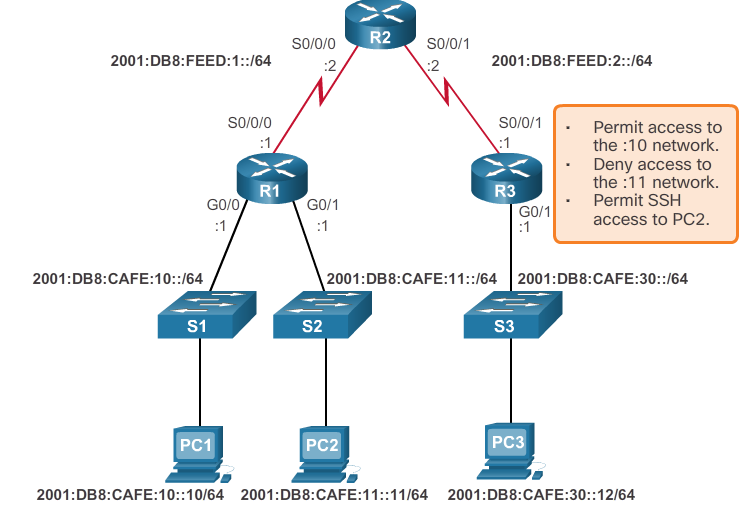 R2
S0/0/0
S0/0/1
2001:DB8:FEED:1::/64
:2
:2
2001:DB8:FEED:2::/64
S0/0/0
:1
S0/0/1
:1
· Permit access to
the :10 network.
· Deny access to
the :11 network.
· Permit SSH
access to PC2.
R1
R3
G0/0
:1
G0/1
:1
G0/1
:1
2001:DB8:CAFE:10::/64
2001:DB8:CAFE:11::/64
2001:DB8:CAFE:30::/64
S1
S2
S3
PC1
PC2
PC3
2001:DB8:CAFE:10::10/64
2001:DB8:CAFE:11::11/64
2001:DB8:CAFE:30::12/64